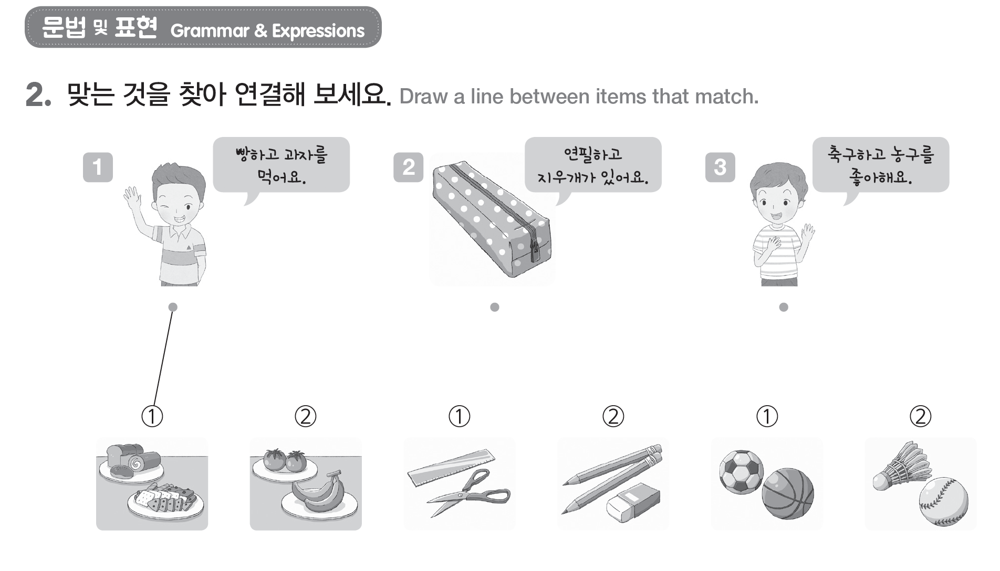 문법 및 표현 Grammar & Expressions
2. 맞는 것을 찾아 연결해 보세요. Draw a line between items that match.
1
빵하고 과자를
먹어요.
2
연필하고
지우개가 있어요.
3
축구하고 농구를
좋아해요.
① ② ① ② ① ②